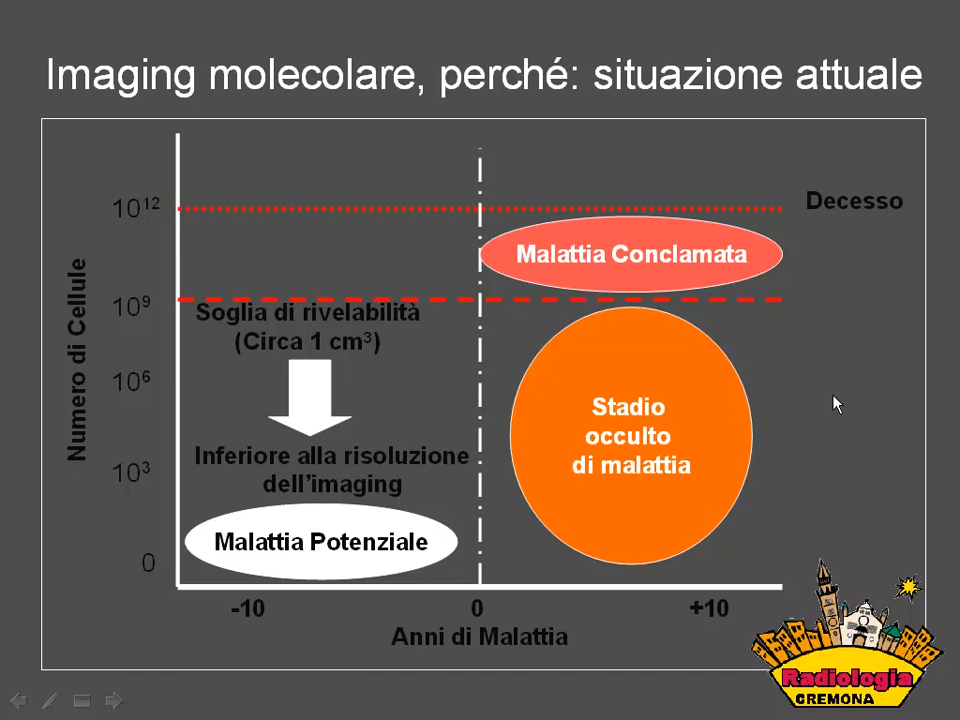 Imaging molecolare, perché: situazione attuale
10¹²
Decesso
Malattia Conclamata
10⁹
Soglia di rivelabilità
(Circa 1 cm³)
Numero di Cellule
10⁶
Stadio
occulto
di malattia
Inferiore alla risoluzione
dell'imaging
10³
Malattia Potenziale
0
-10
0
+10
Anni di Malattia
Radiologia
CREMONA